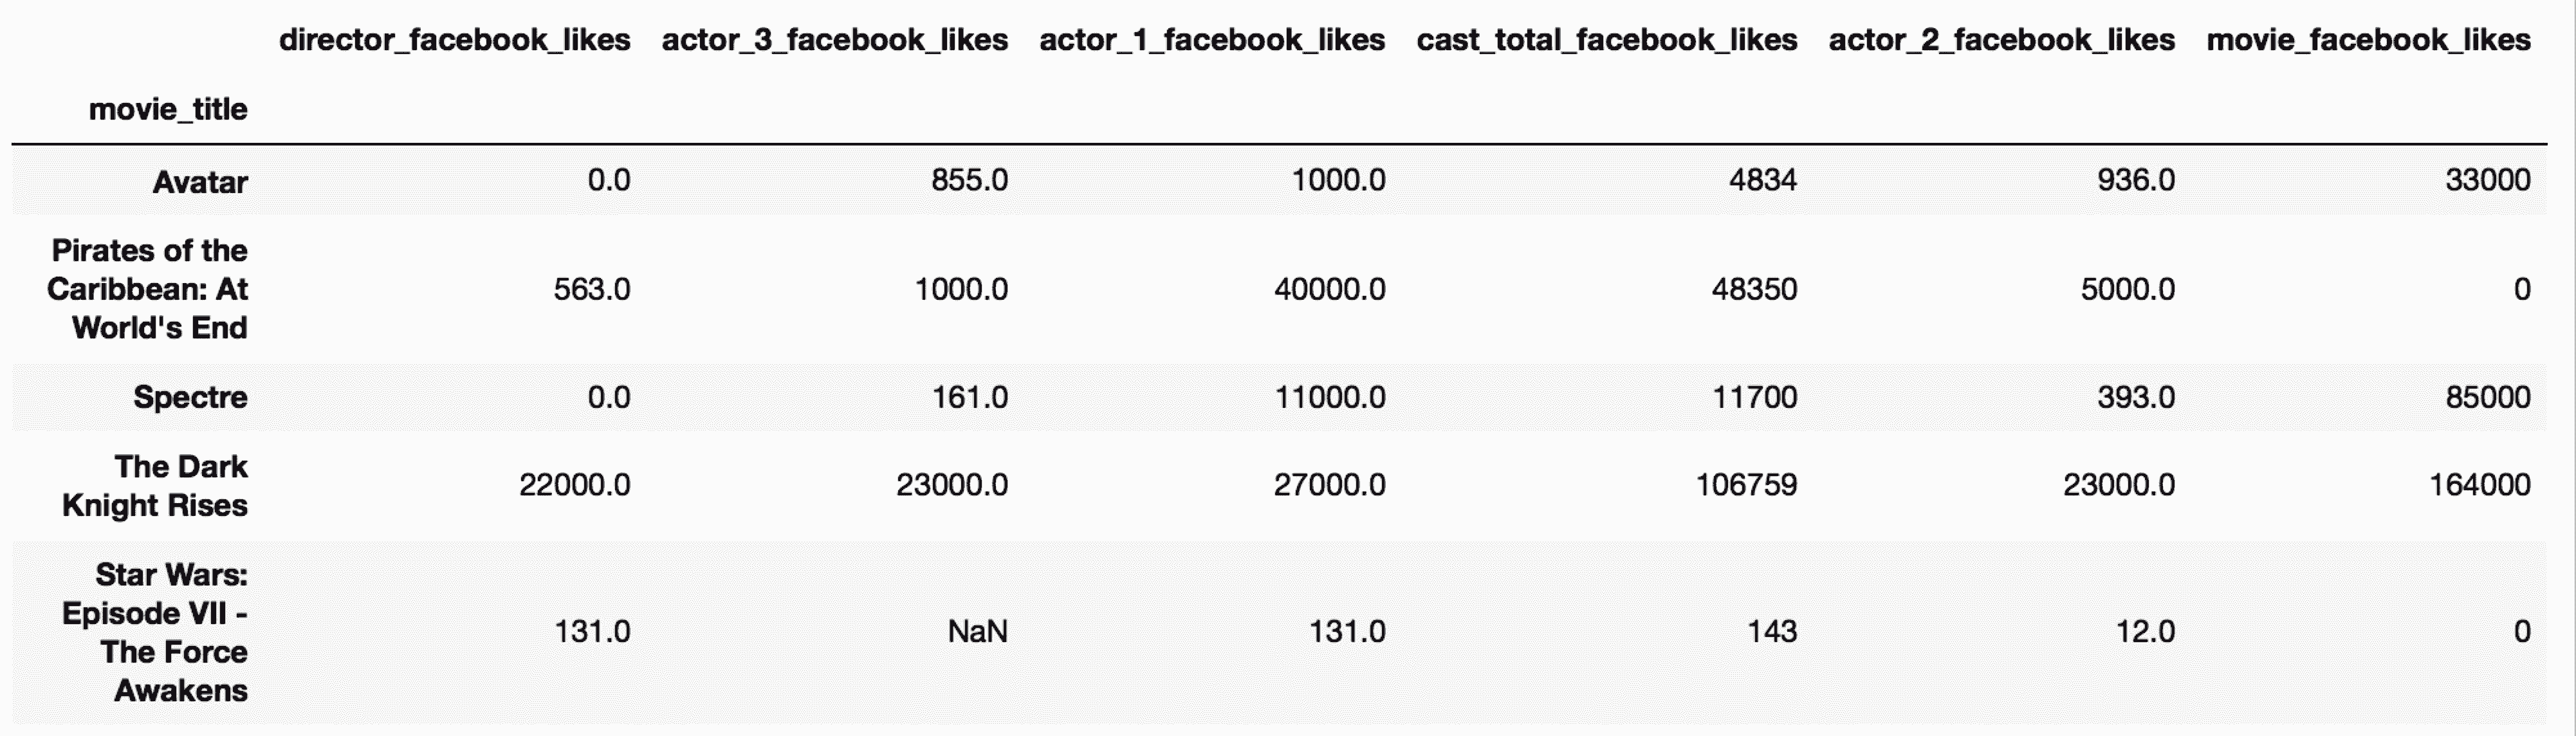 director_facebook_likes actor_3_facebook_likes actor_1_facebook_likes cast_total_facebook_likes actor_2_facebook_likes movie_facebook_likes
movie_title
Avatar 0.0 855.0 1000.0 4834 936.0 33000
Pirates of the
Caribbean: At 563.0 1000.0 40000.0 48350 5000.0 0
World's End
Spectre 0.0 161.0 11000.0 11700 393.0 85000
The Dark
Knight Rises 22000.0 23000.0 27000.0 106759 23000.0 164000
Star Wars:
Episode VII -
The Force 131.0 NaN 131.0 143 12.0 0
Awakens